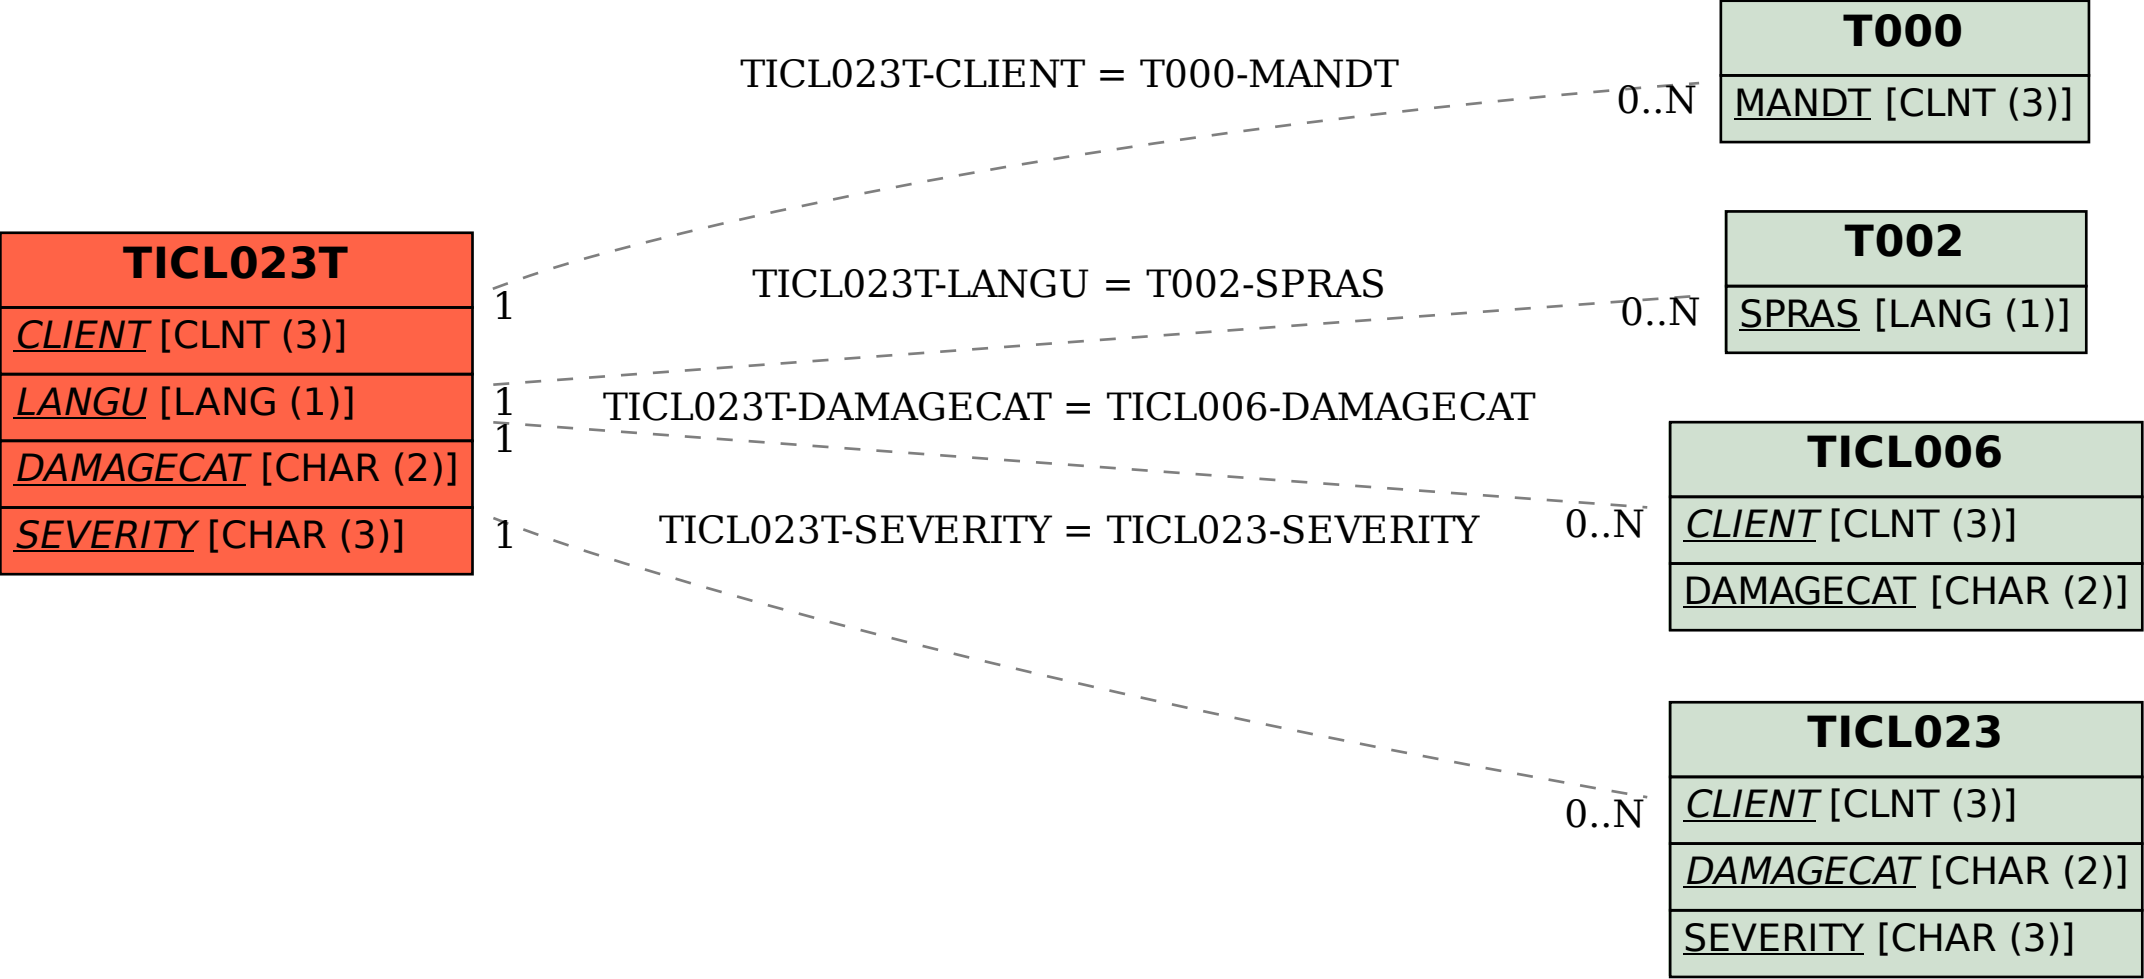 TICL023T
CLIENT [CLNT (3)]
LANGU [LANG (1)]
DAMAGECAT [CHAR (2)]
SEVERITY [CHAR (3)]
TICL023T-CLIENT = T000-MANDT
1
0..N
TICL023T-LANGU = T002-SPRAS
1
0..N
TICL023T-DAMAGECAT = TICL006-DAMAGECAT
1
0..N
TICL023T-SEVERITY = TICL023-SEVERITY
1
0..N
T000
MANDT [CLNT (3)]
T002
SPRAS [LANG (1)]
TICL006
CLIENT [CLNT (3)]
DAMAGECAT [CHAR (2)]
TICL023
CLIENT [CLNT (3)]
DAMAGECAT [CHAR (2)]
SEVERITY [CHAR (3)]